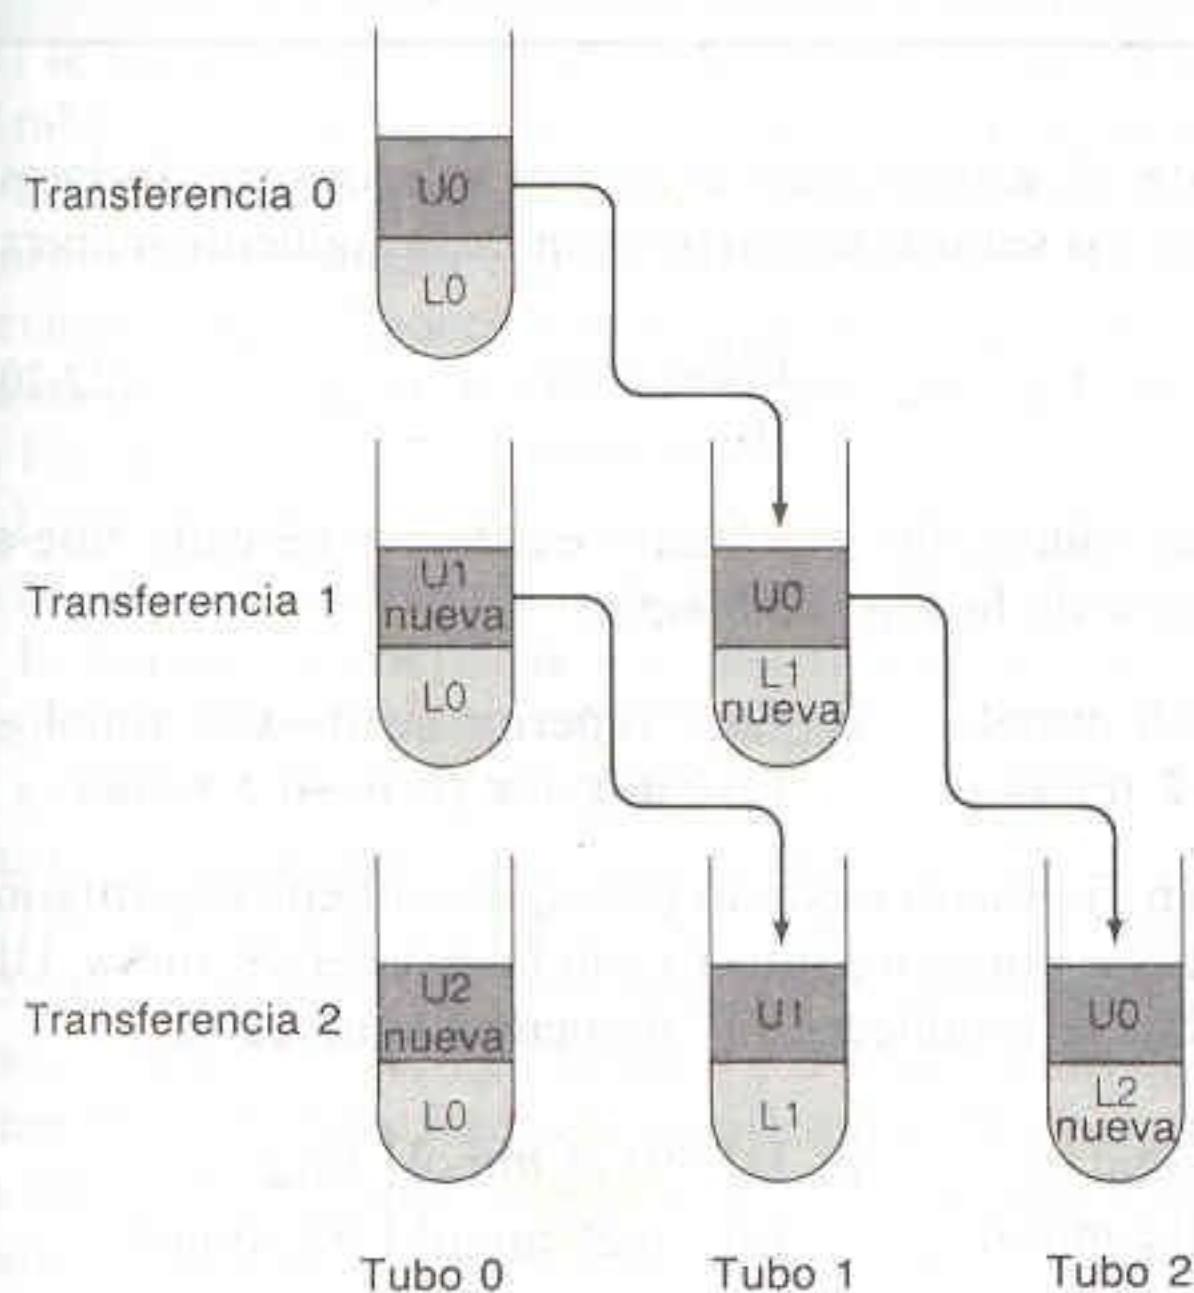 Transferencia 0
U0
L0
Transferencia 1
U1
nueva
L0
U0
L1
nueva
Transferencia 2
U2
nueva
L0
U1
L1
U0
L2
nueva
Tubo 0
Tubo 1
Tubo 2